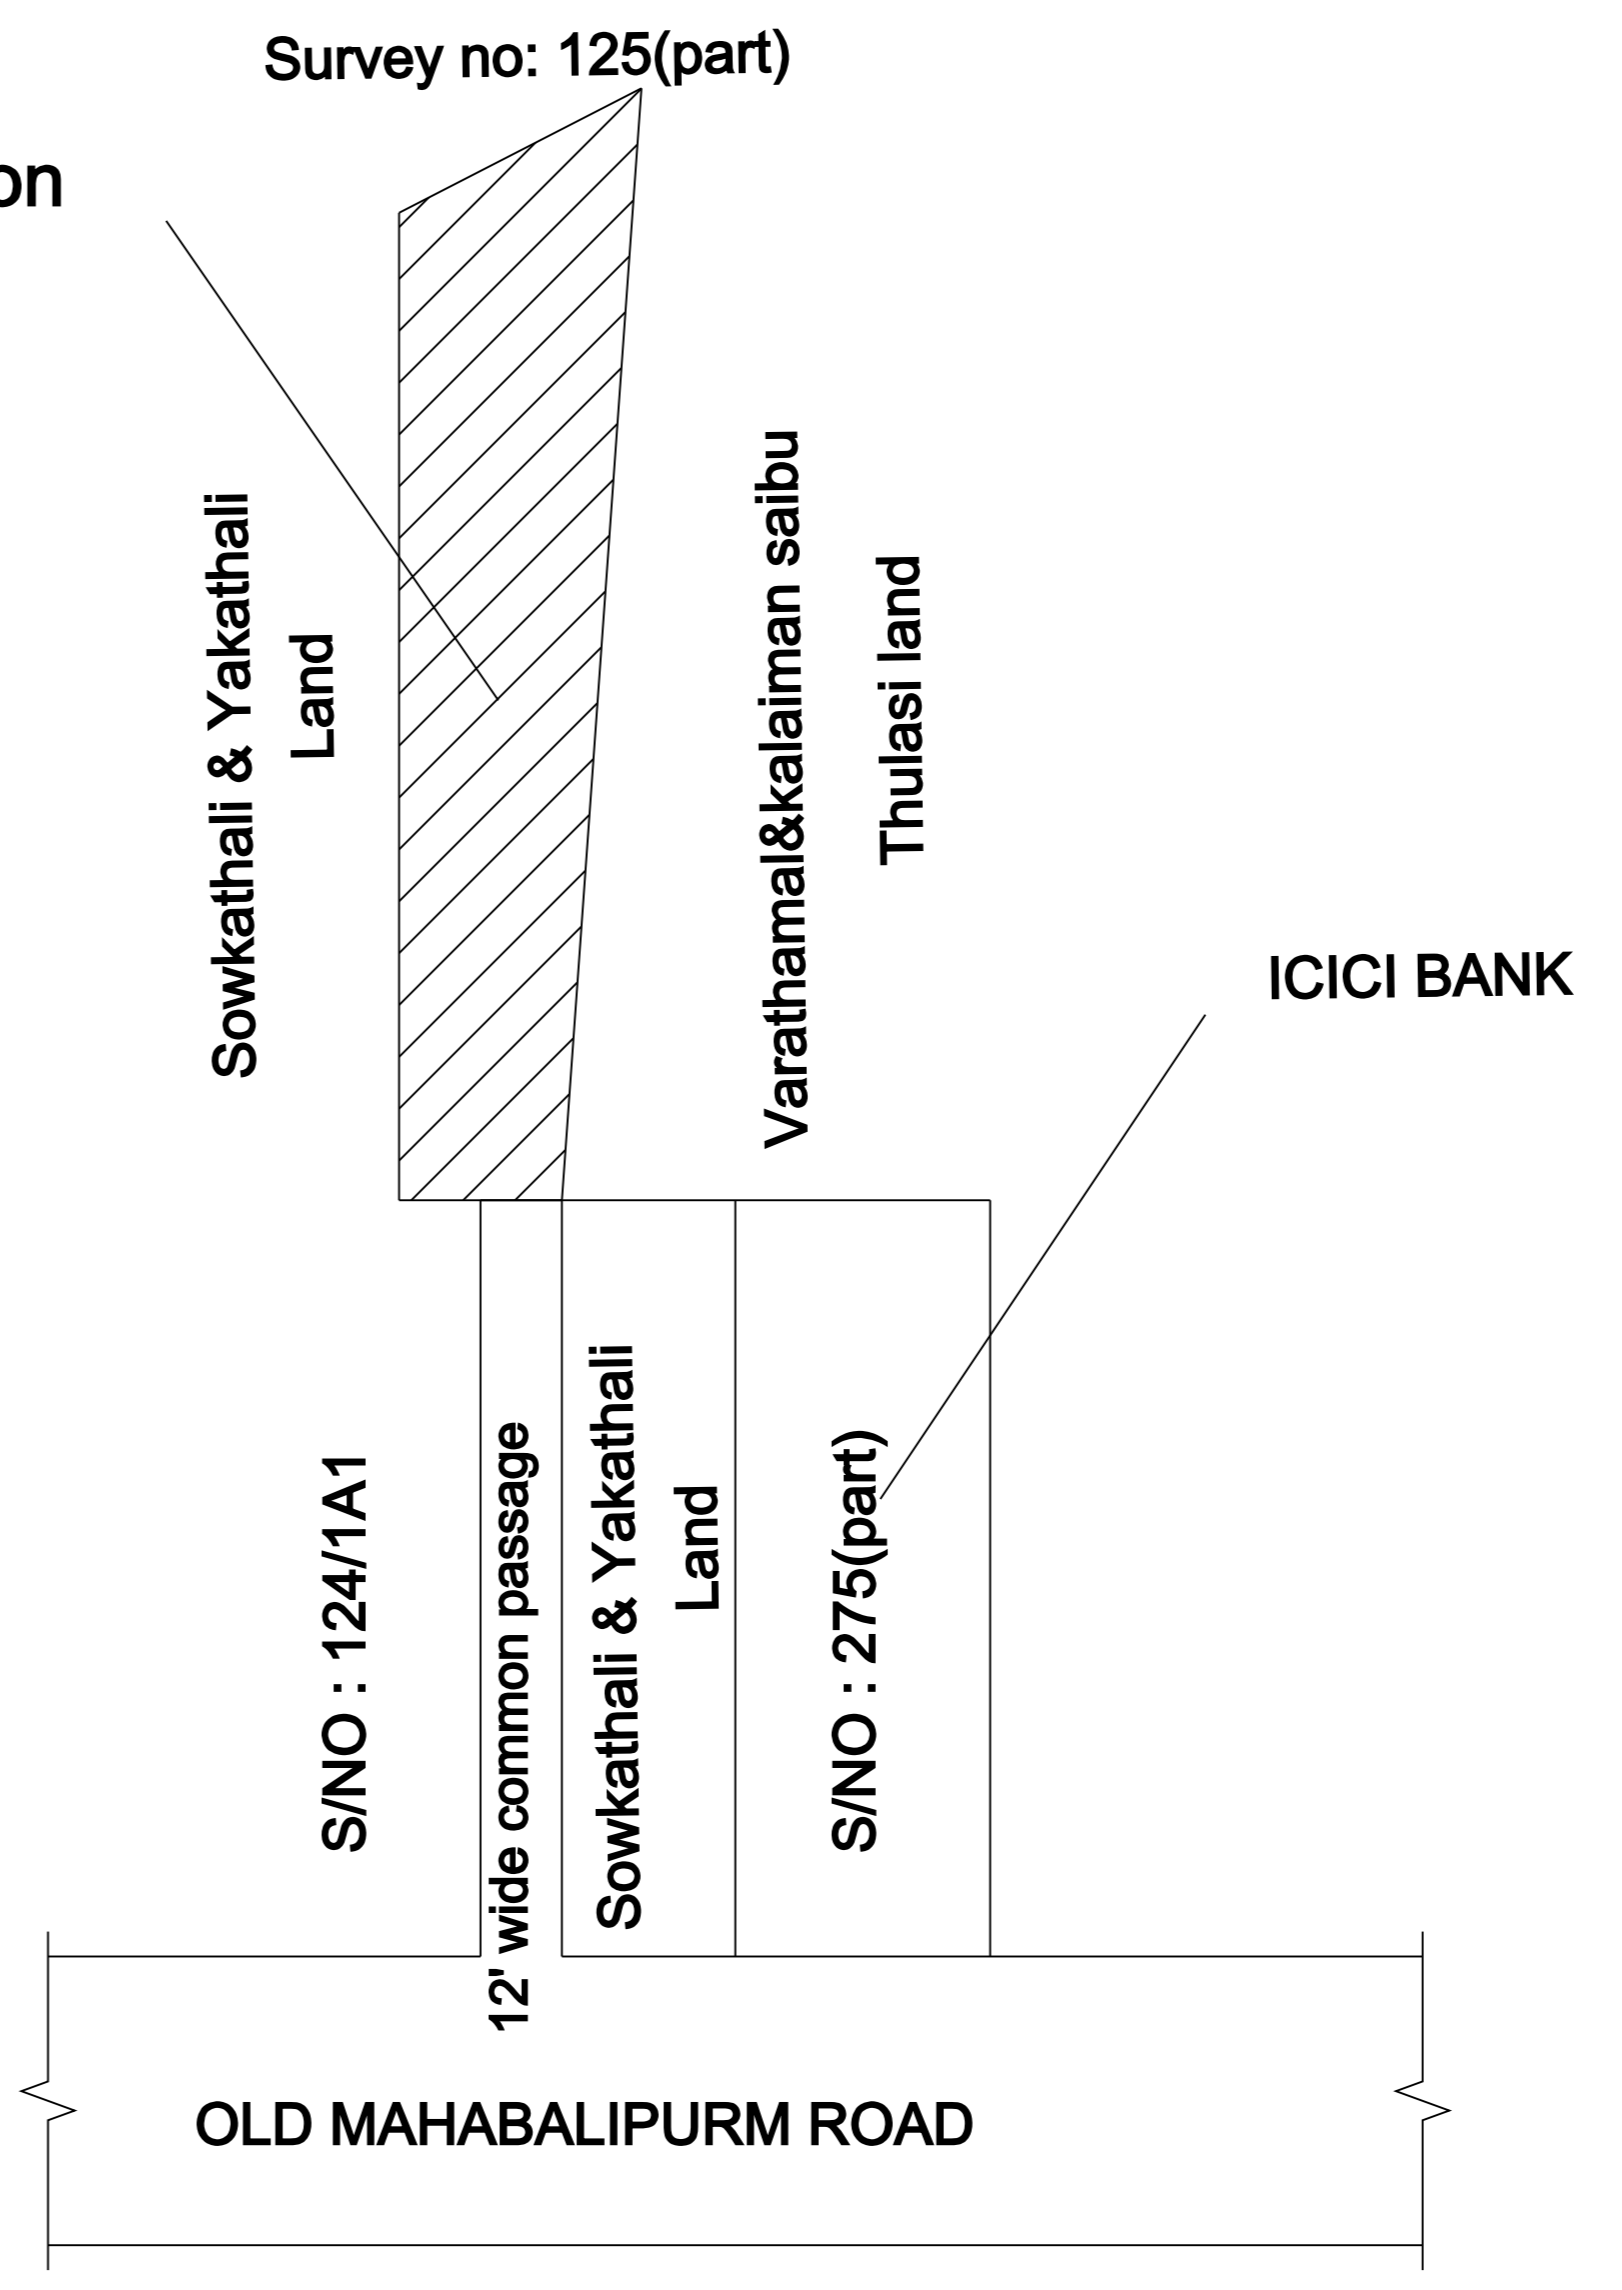 Survey no: 125(part)
on
Sowkathali & Yakathali
Land
Varathamal&kalaiman saibu
Thulasi land
ICICI BANK
S/NO : 124/1A1
12' wide common passage
Sowkathali & Yakathali
Land
S/NO : 275(part)
OLD MAHABALIPURM ROAD